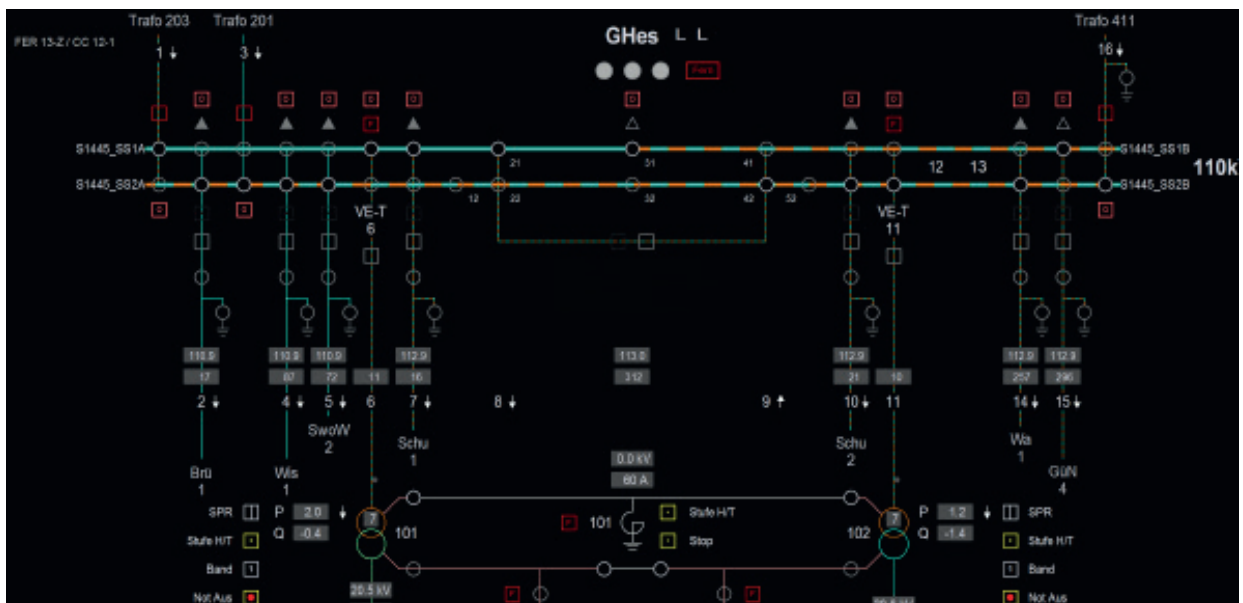 Trafo 203 Trafo 201 Trafo 411
FER 13-Z / CC 12-1
GHes L L
1 3 16
S1445_SS1A 21 31 41 12 13 S1445_SS1B
110k
S1445_SS2A 12 22 32 42 52 S1445_SS2B
VE-T VE-T
6 11
110.9 110.9 110.9 112.9 113.0 112.9 112.9 112.9
17 87 72 11 16 312 21 10 257 296
2 4 5 6 7 8 9 10 11 14 15
SwoW
2
Schu Schu Wa
1 2 1
Brü Wis GüN
1 1 4
0.0 kV
60 A
SPR P 2.0 7 101 101 Stufe H/T 7 P 1.2 SPR
Stufe H/T Q -0.4 Stop 102 Q -1.4 Stufe H/T
Band 1 1 Band
20.5 kV
Not Aus Not Aus